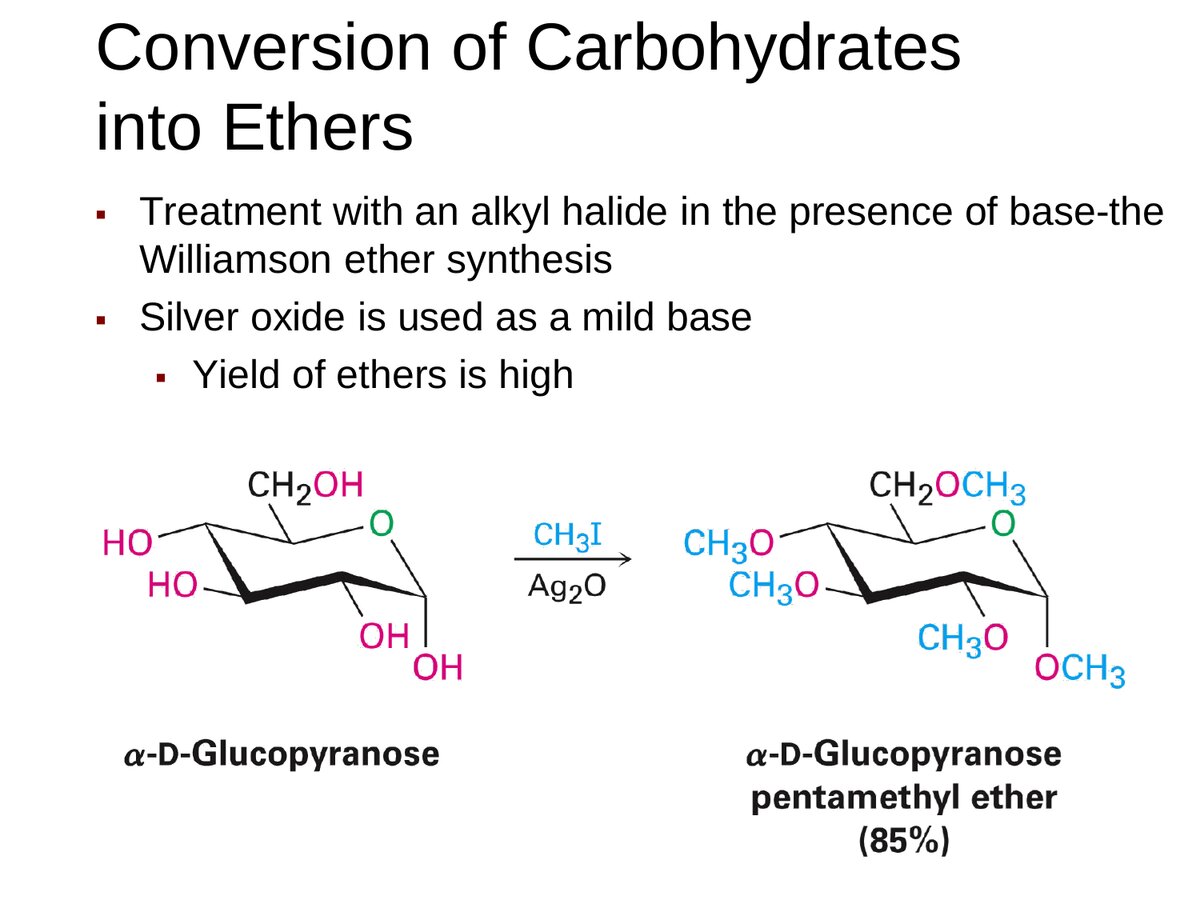 Conversion of Carbohydrates
into Ethers
▪ Treatment with an alkyl halide in the presence of base-the
Williamson ether synthesis
▪ Silver oxide is used as a mild base
▪ Yield of ethers is high
CH₂OH
O
HO
HO
OH
OH
CH₃I
Ag₂O
CH₂OCH₃
O
CH₃O
CH₃O
CH₃O
OCH₃
α-D-Glucopyranose
α-D-Glucopyranose
pentamethyl ether
(85%)